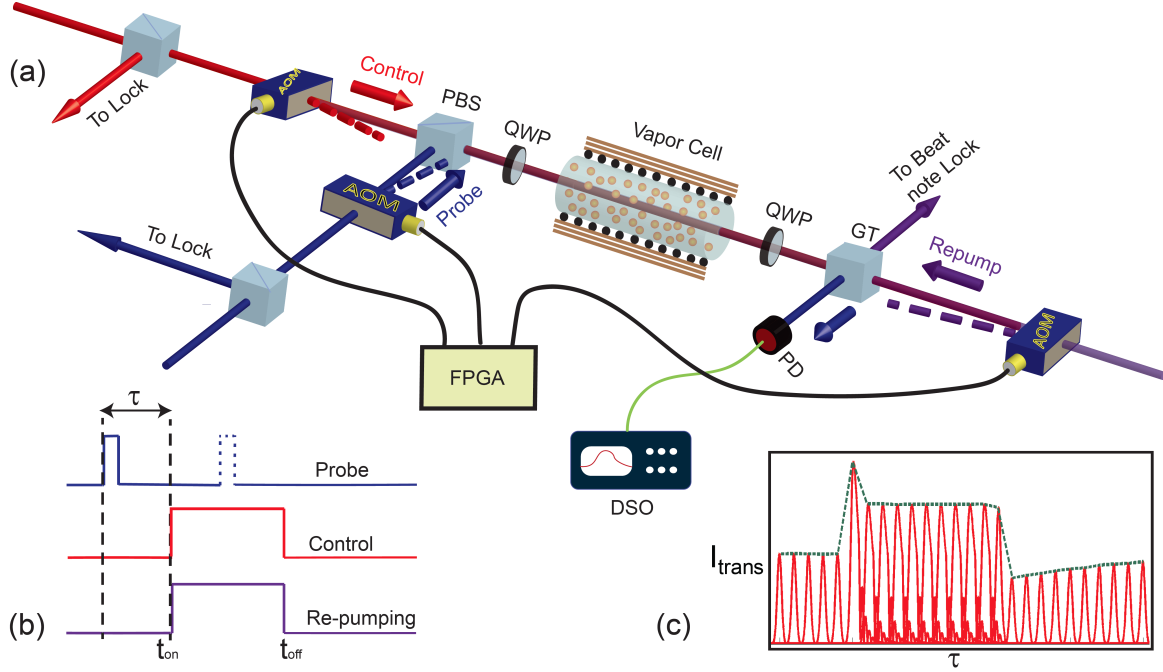 (a)
To Lock
AOM
Control
PBS
QWP
Vapor Cell
To Beat
note Lock
AOM
Probe
QWP
GT
Repump
To Lock
AOM
PD
FPGA
DSO
τ
Probe
Control
Re-pumping
(b)
ton
toff
Itrans
(c)
τ